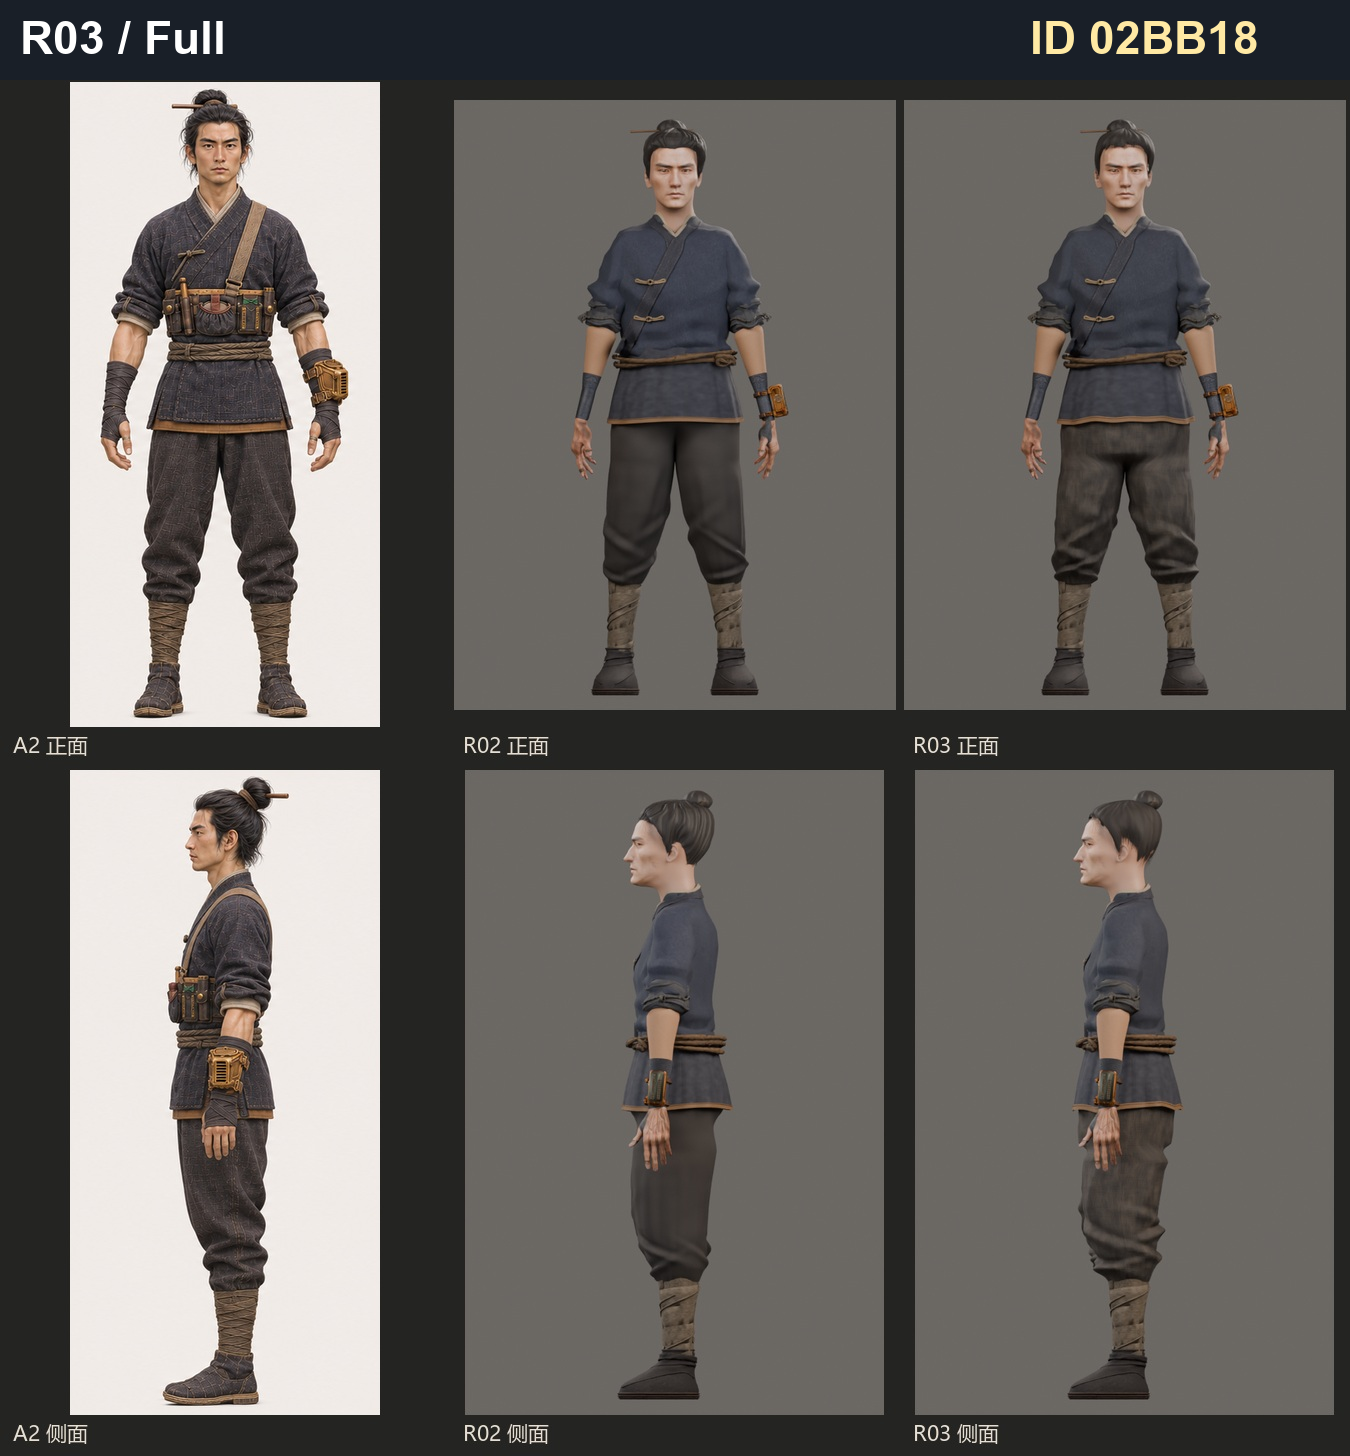 R03 / Full
ID 02BB18
A2 正面
R02 正面
R03 正面
A2 侧面
R02 侧面
R03 侧面